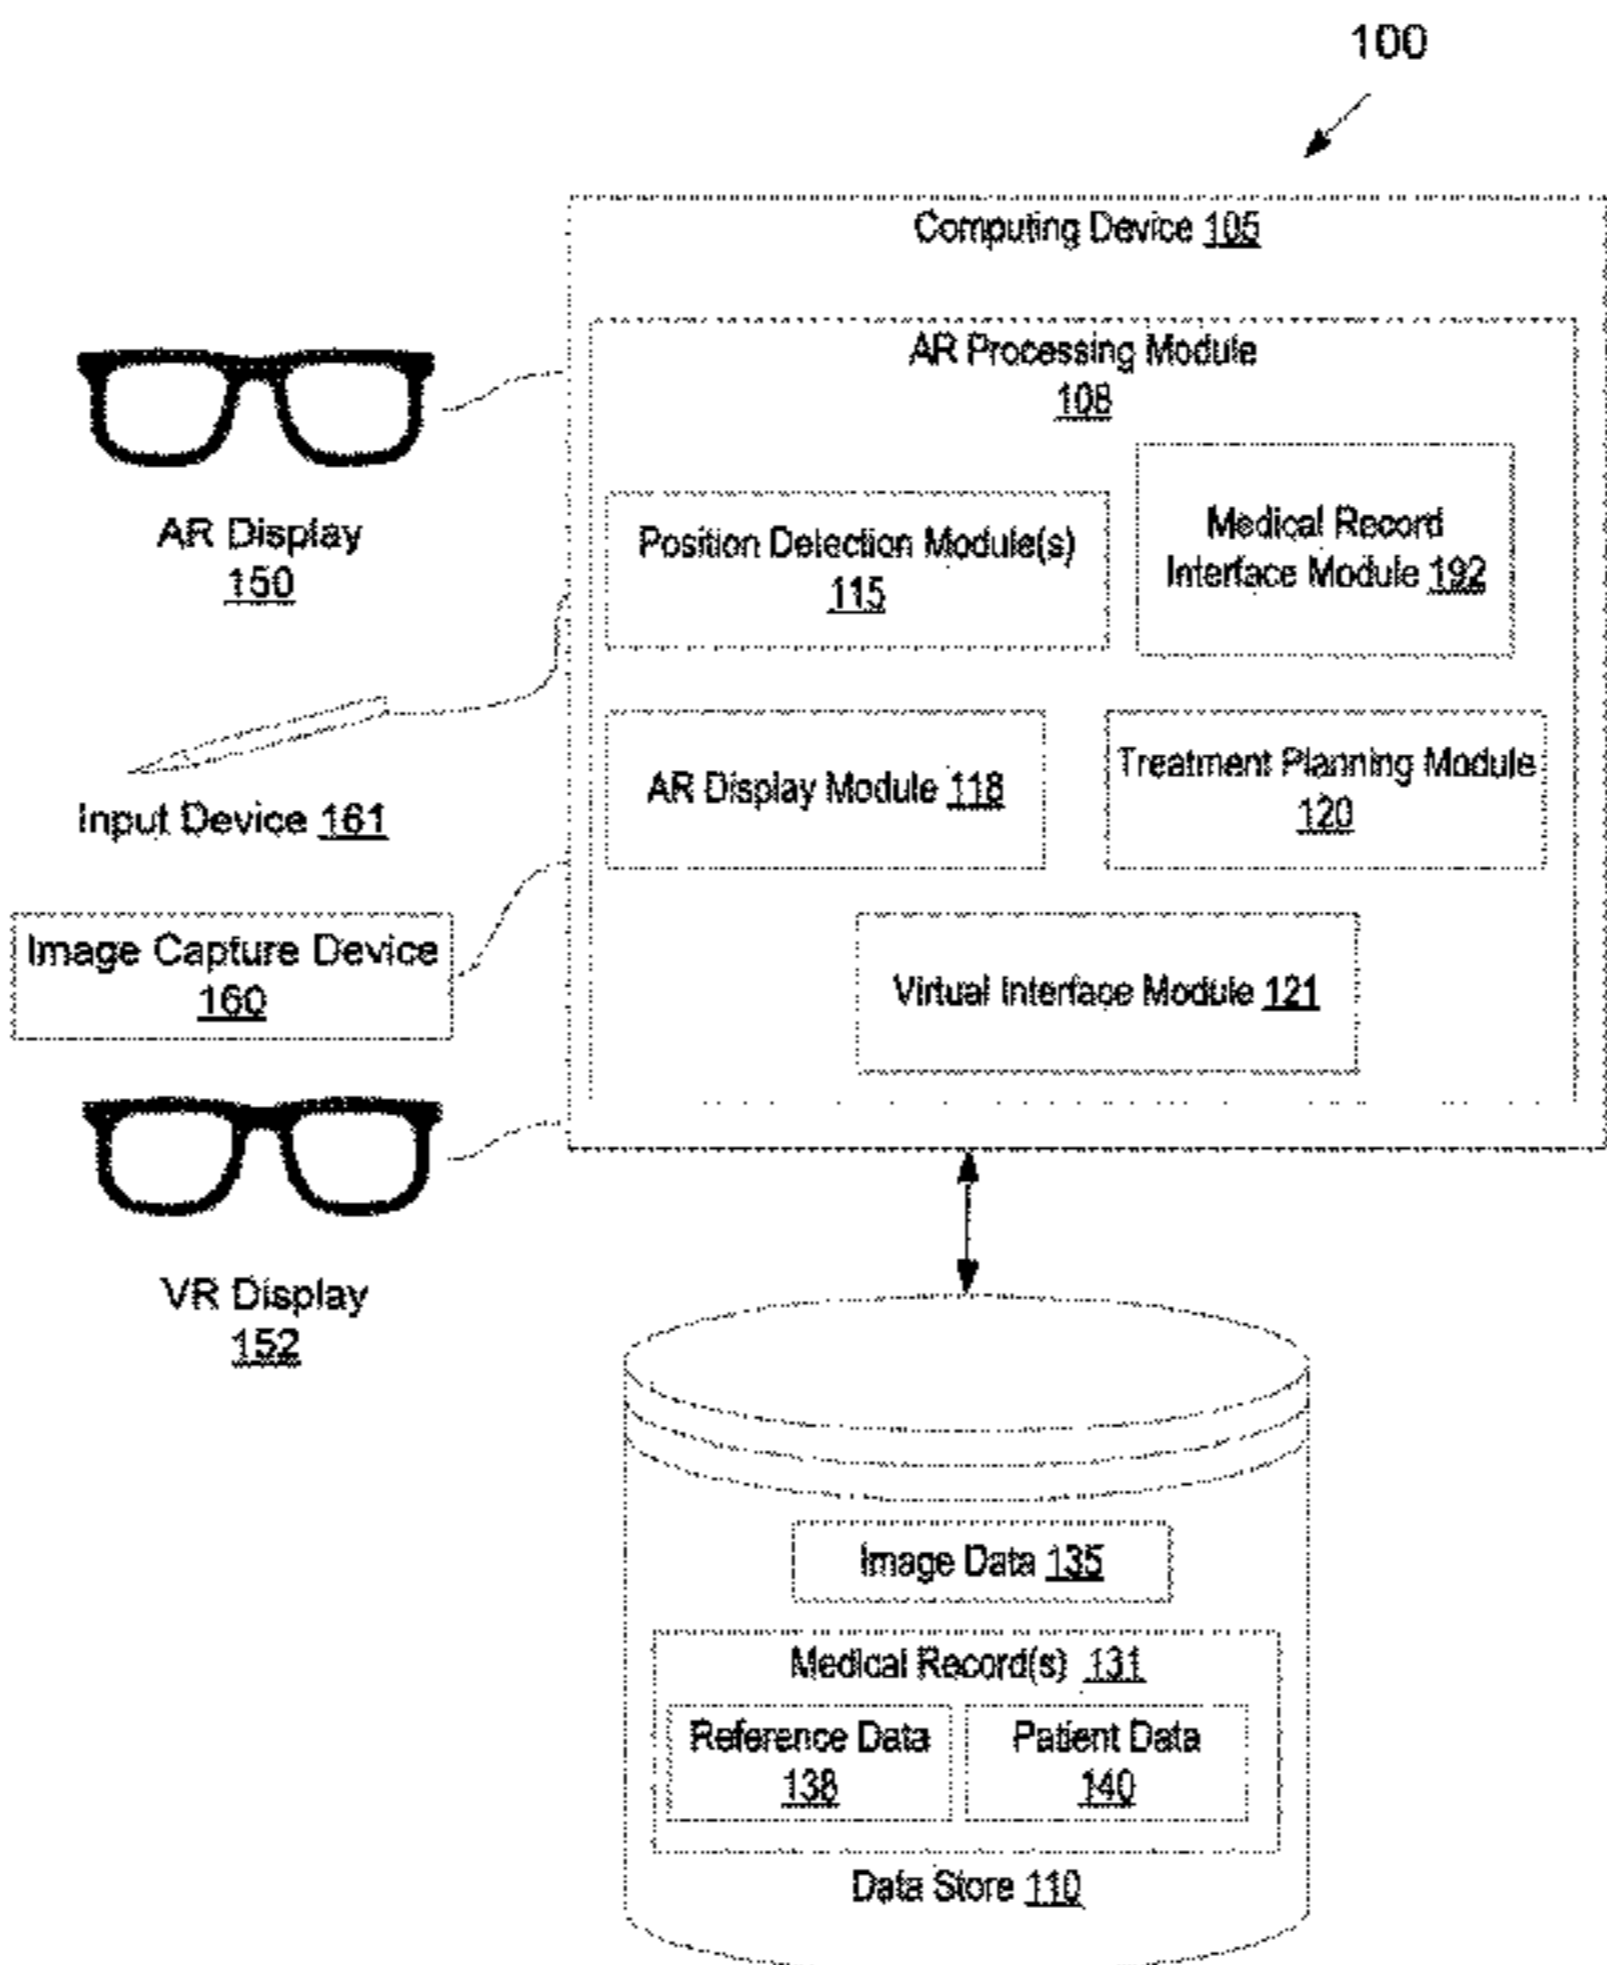 100
Computing Device 105
AR Processing Module
108
Position Detection Module(s)
115
Medical Record
Interface Module 192
AR Display Module 118
Treatment Planning Module
120
Virtual Interface Module 121
AR Display
150
Input Device 161
Image Capture Device
160
VR Display
152
Image Data 135
Medical Record(s) 131
Reference Data
138
Patient Data
140
Data Store 110